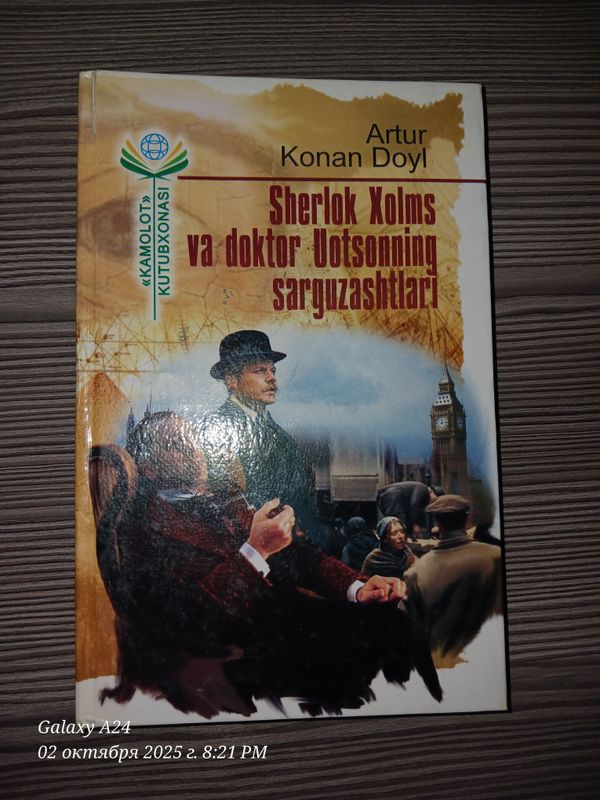 Artur
Konan Doyl
«KAMOLOT»
KUTUBXONASI
Sherlok Xolms
va doktor Uotsonning
sarguzashtlari
Galaxy A24
02 октября 2025 г. 8:21 PM